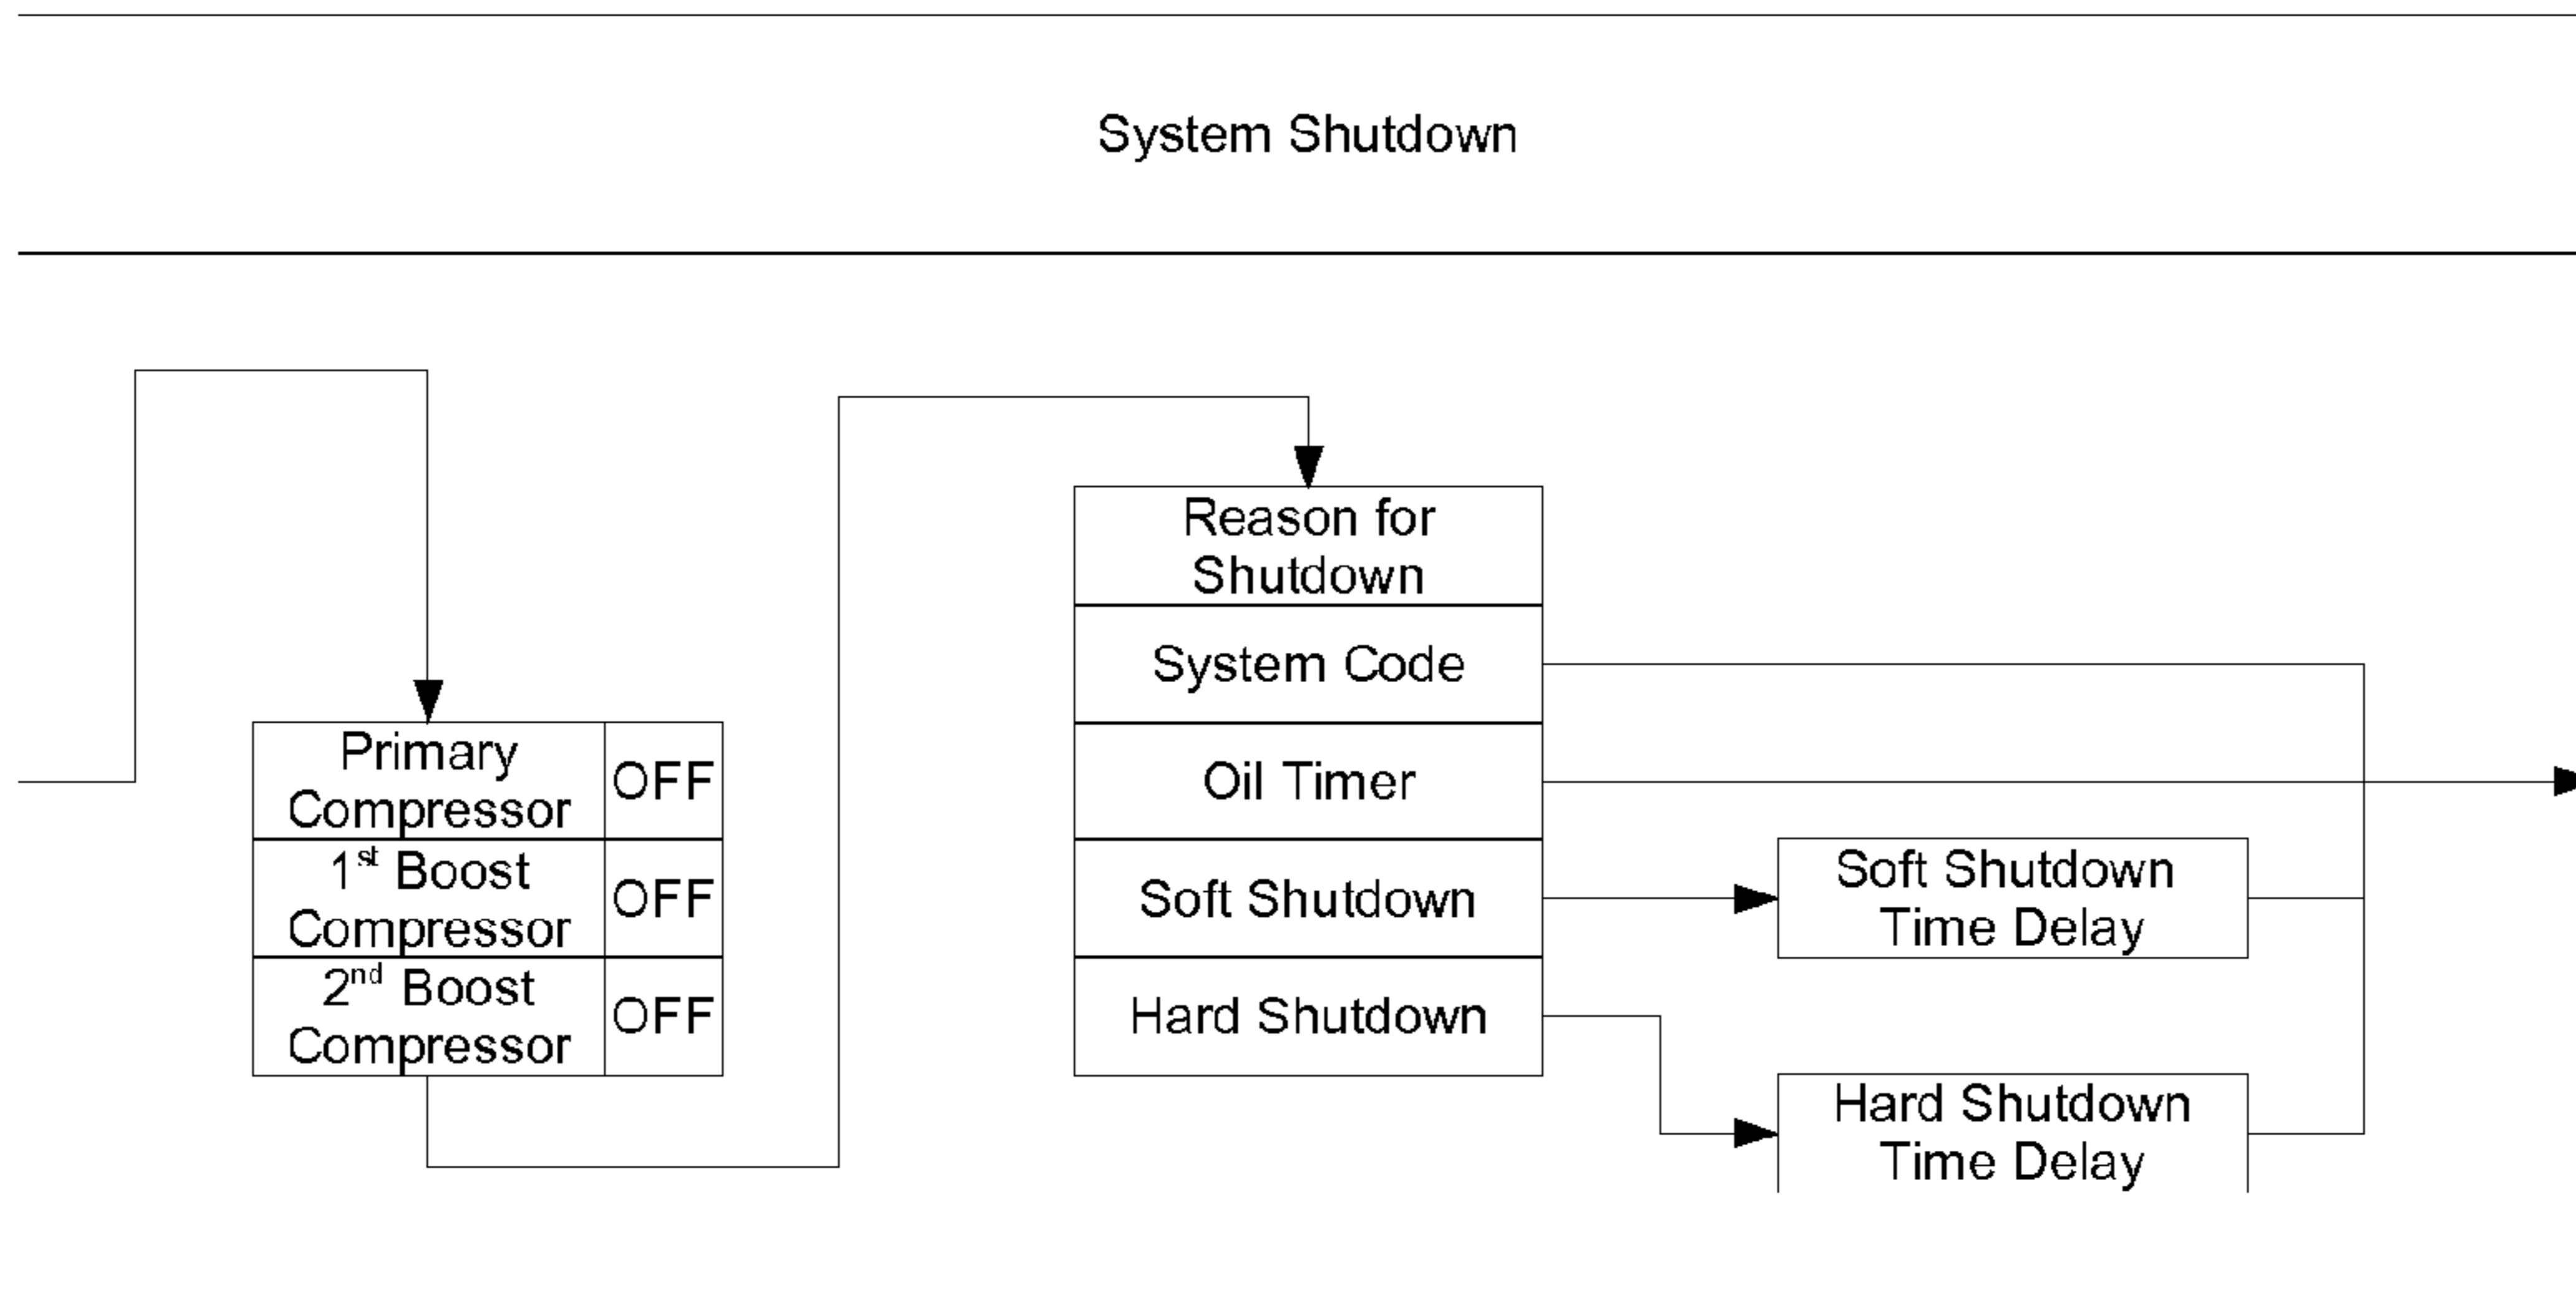 System Shutdown
Primary
Compressor
OFF
1st Boost
Compressor
OFF
2nd Boost
Compressor
OFF
Reason for
Shutdown
System Code
Oil Timer
Soft Shutdown
Hard Shutdown
Soft Shutdown
Time Delay
Hard Shutdown
Time Delay